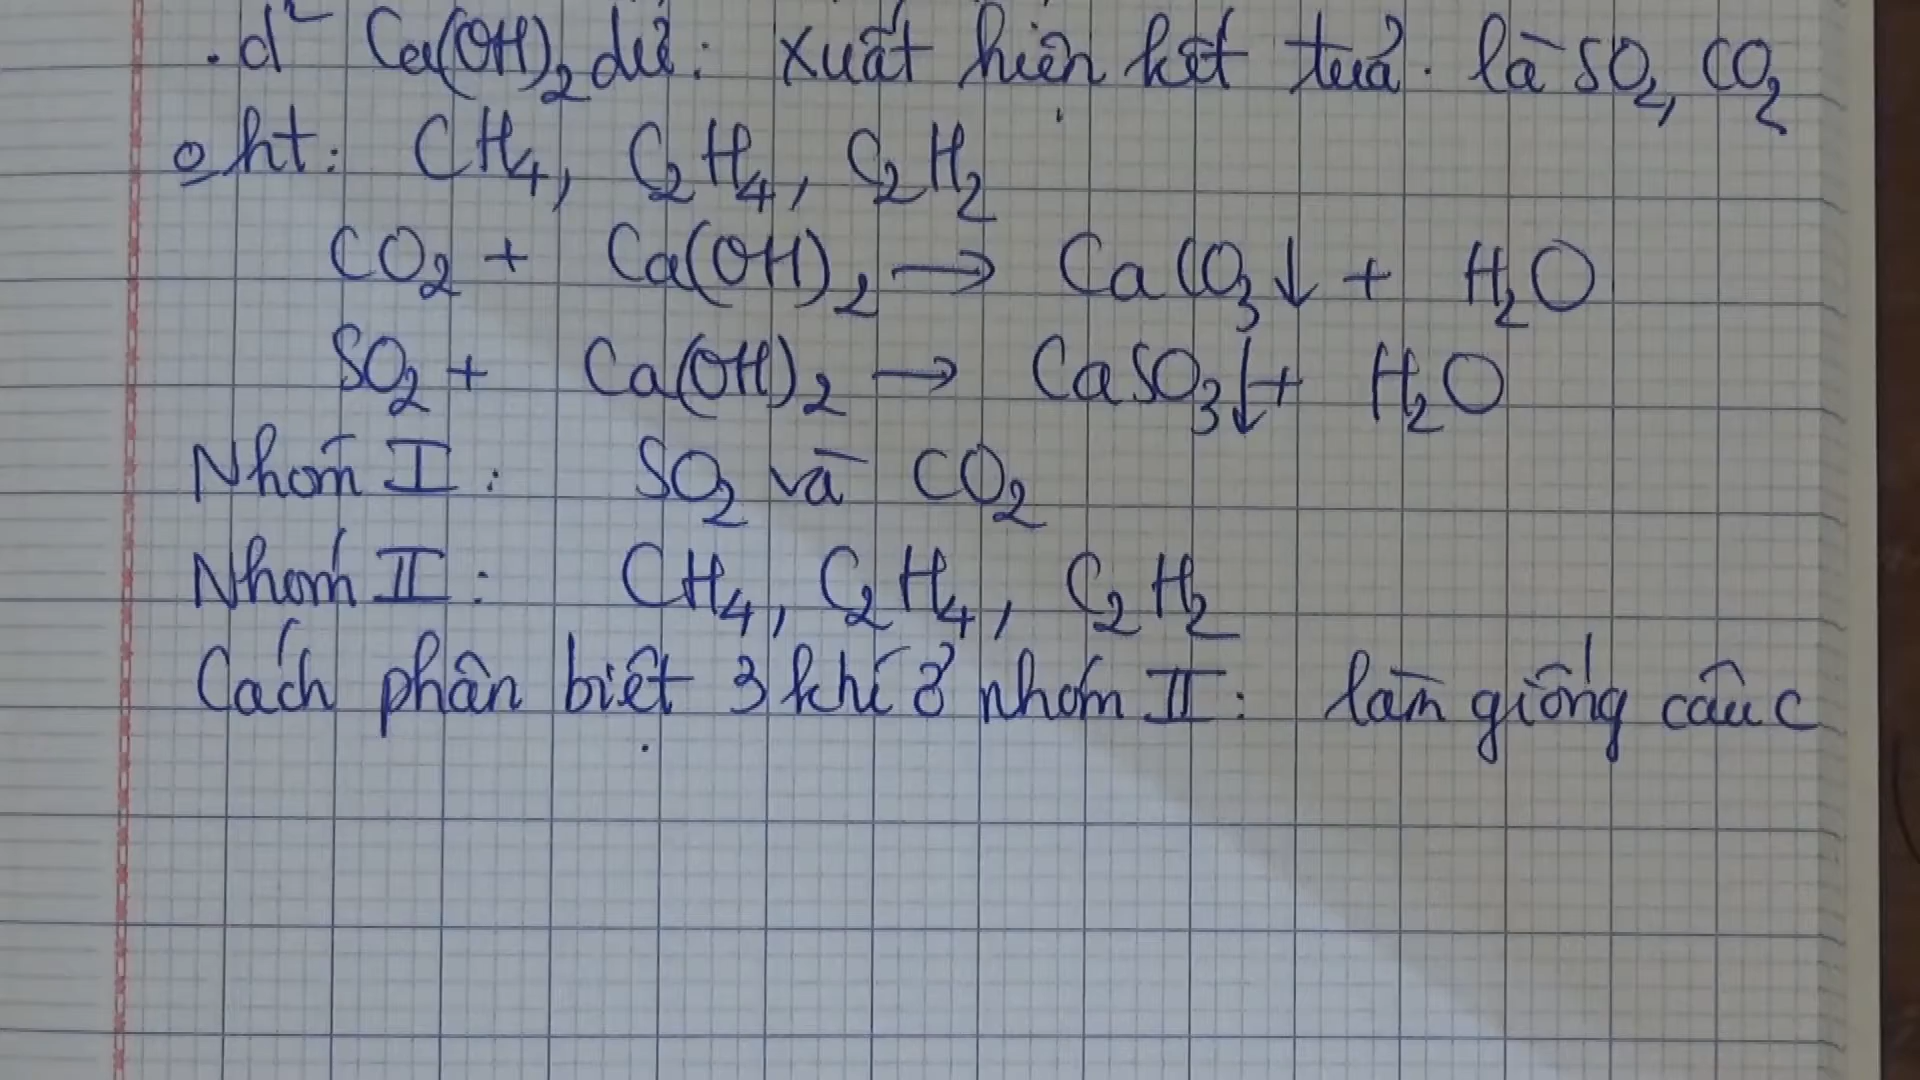 . d² Ca(OH)₂ dư: xuất hiện kết tủa. là SO₂, CO₂
o ht: CH₄, C₂H₄, C₂H₂
CO₂ + Ca(OH)₂ → CaCO₃↓ + H₂O
SO₂ + Ca(OH)₂ → CaSO₃↓ + H₂O
Nhóm I: SO₂ và CO₂
Nhóm II: CH₄, C₂H₄, C₂H₂
Cách phân biệt 3 khí ở nhóm II: làm giống câu c